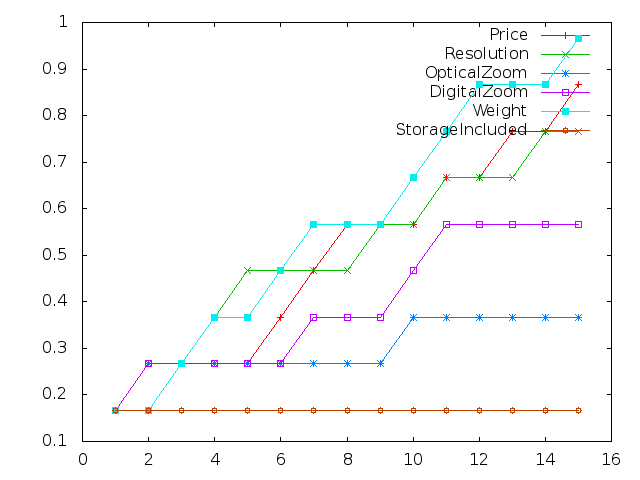 1
Price
Resolution
0.9
OpticalZoom
DigitalZoom
0.8
Weight
StorageIncluded
0.7
0.6
0.5
0.4
0.3
0.2
0.1
0 2 4 6 8 10 12 14 16